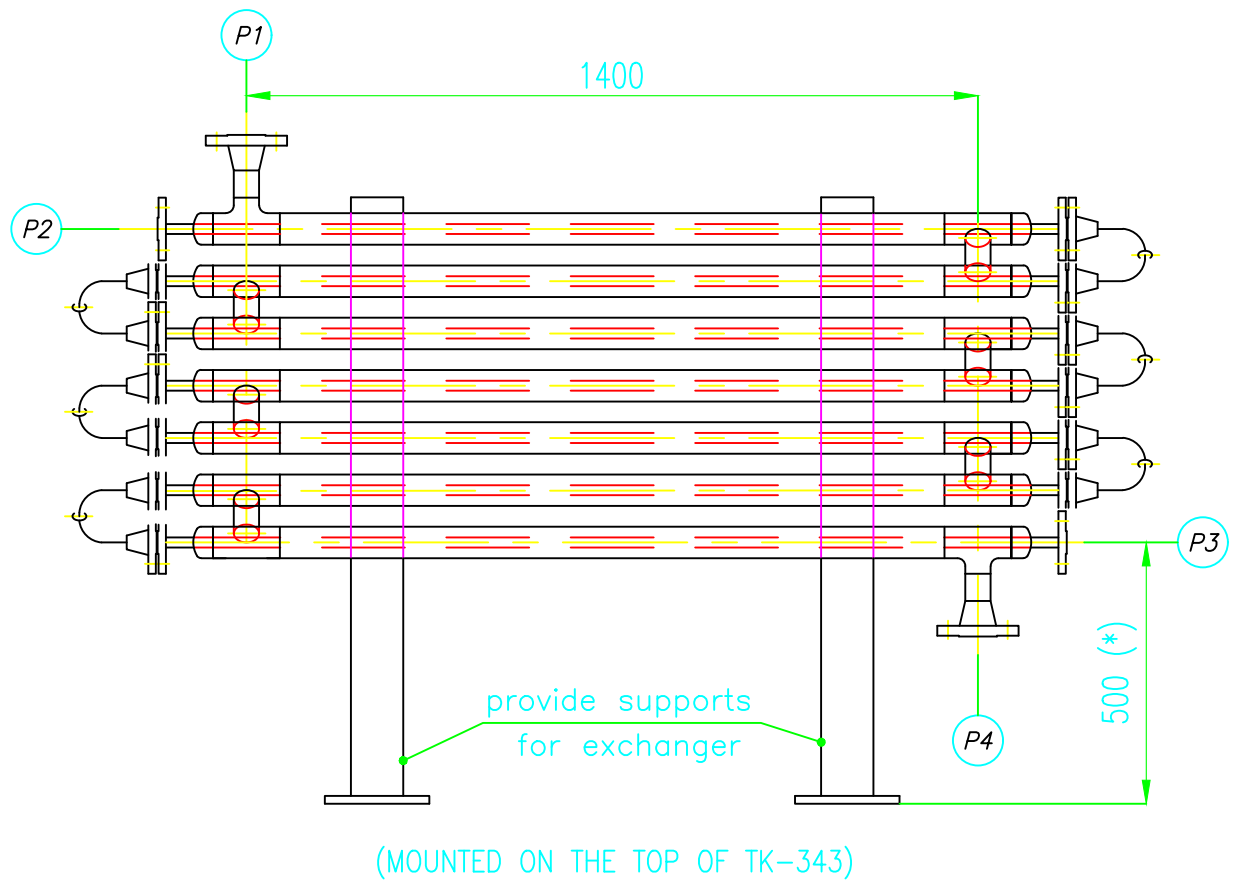 P1
1400
P2
P3
500 (*)
provide supports
for exchanger
P4
(MOUNTED ON THE TOP OF TK-343)